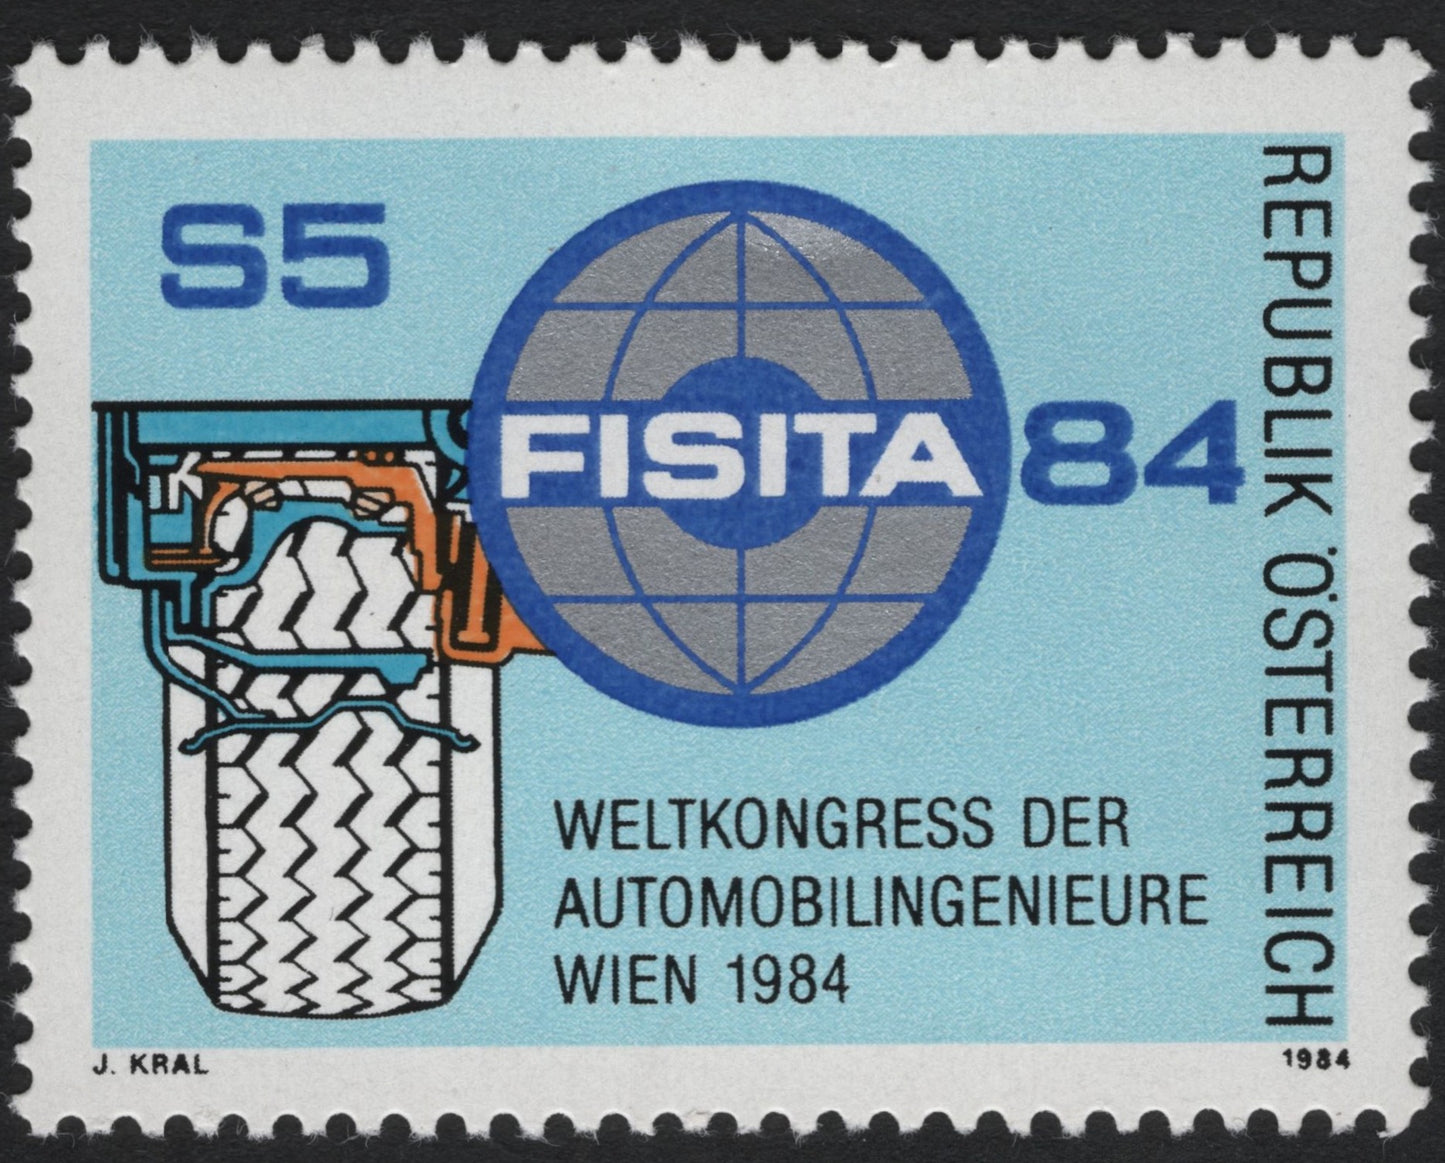 S5
FISITA 84
WELTKONGRESS DER
AUTOMOBILINGENIEURE
WIEN 1984
REPUBLIK ÖSTERREICH
J. KRAL
1984